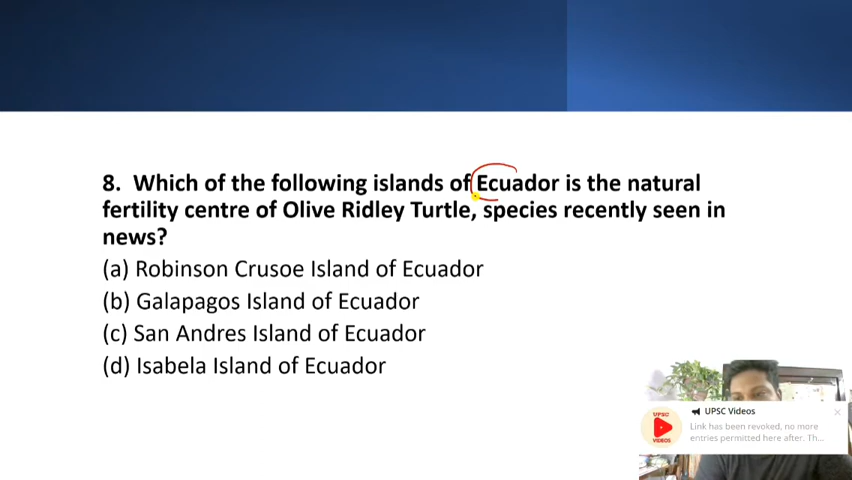 8. Which of the following islands of Ecuador is the natural
fertility centre of Olive Ridley Turtle, species recently seen in
news?
(a) Robinson Crusoe Island of Ecuador
(b) Galapagos Island of Ecuador
(c) San Andres Island of Ecuador
(d) Isabela Island of Ecuador
UPSC
VIDEOS
UPSC Videos
Link has been revoked, no more
entries permitted here after. Th...